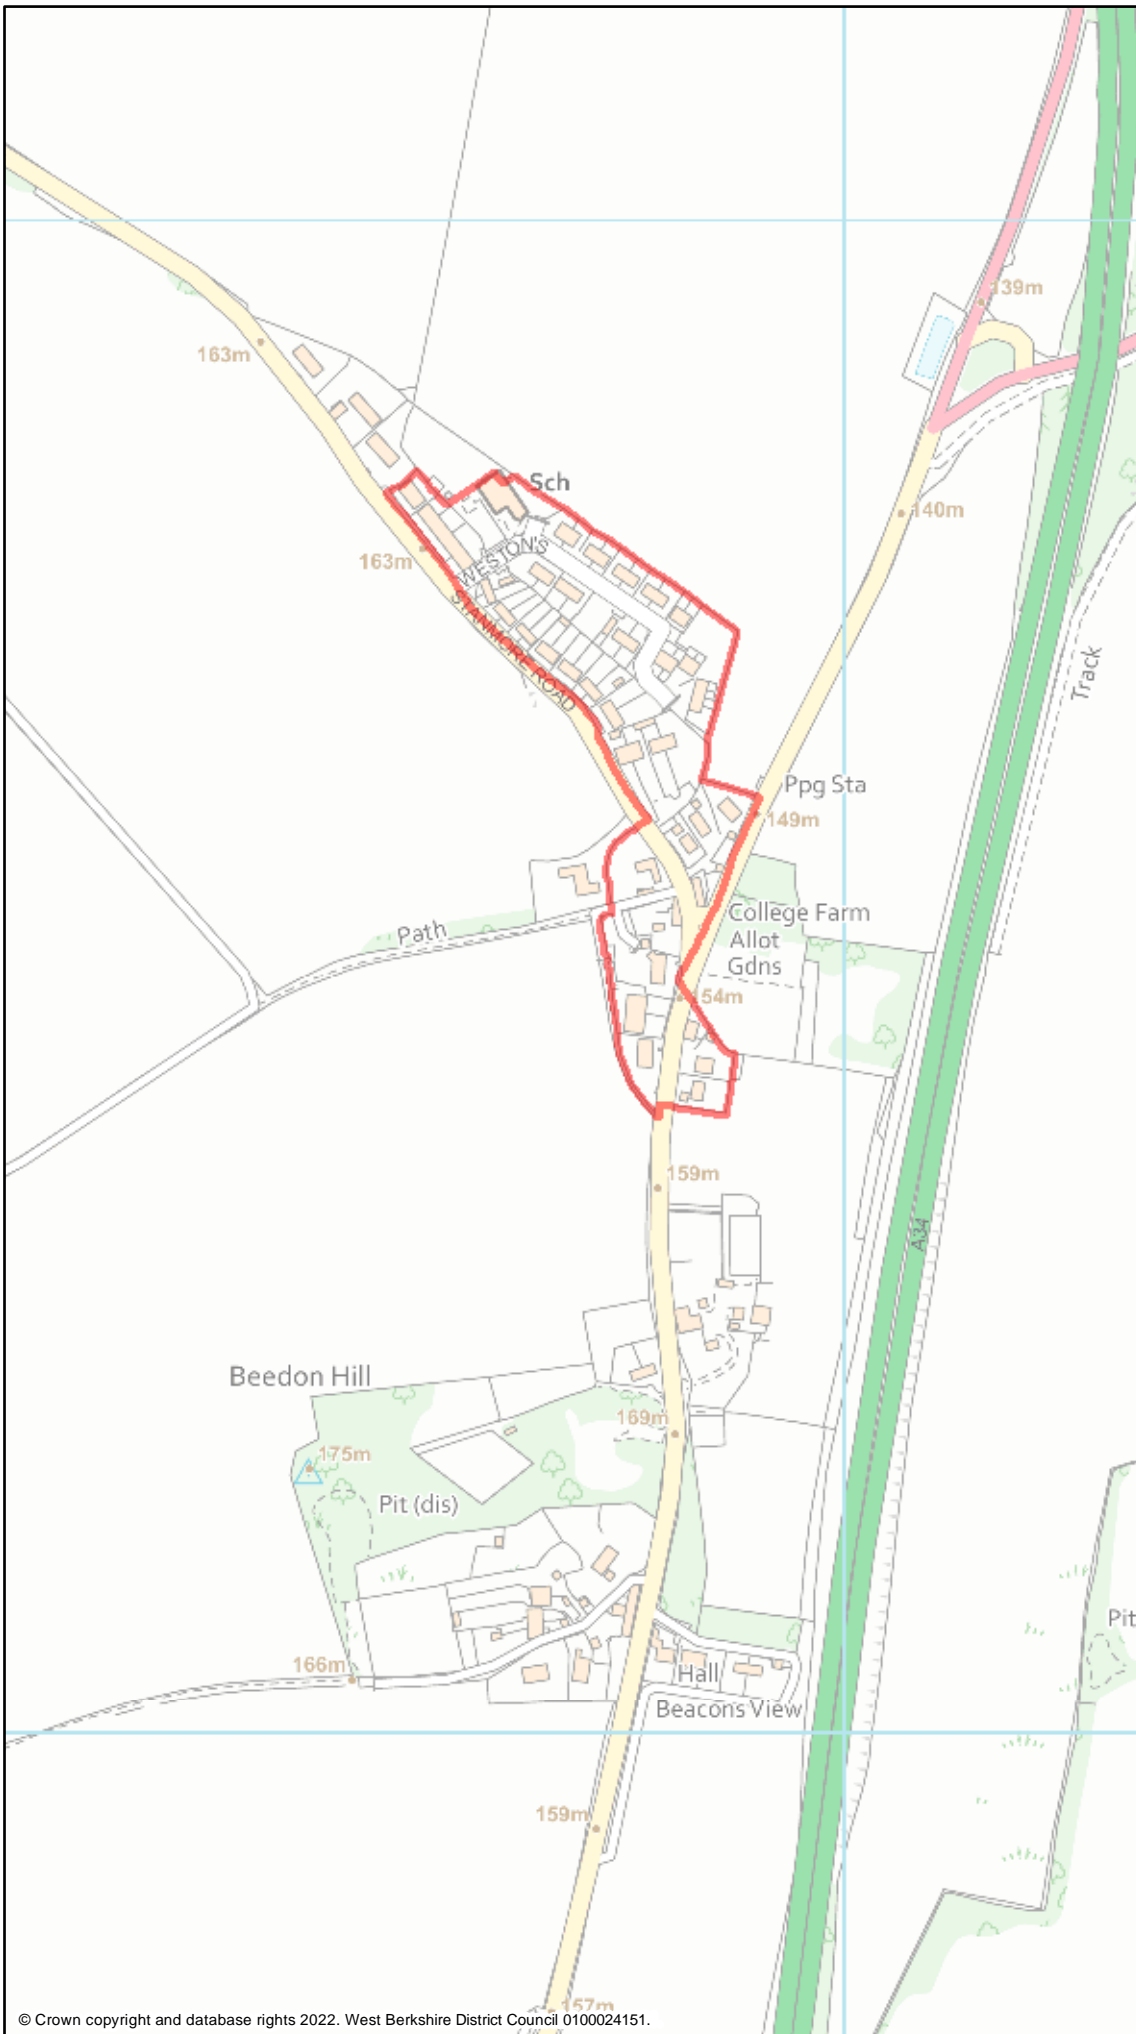 139m
163m
Sch
140m
163m
WESTON'S
STANMORE ROAD
Track
Ppg Sta
149m
College Farm
Allot
Gdns
Path
154m
159m
A34
Beedon Hill
169m
175m
Pit (dis)
Pit
166m
Hall
Beacons View
159m
157m
© Crown copyright and database rights 2022. West Berkshire District Council 0100024151.